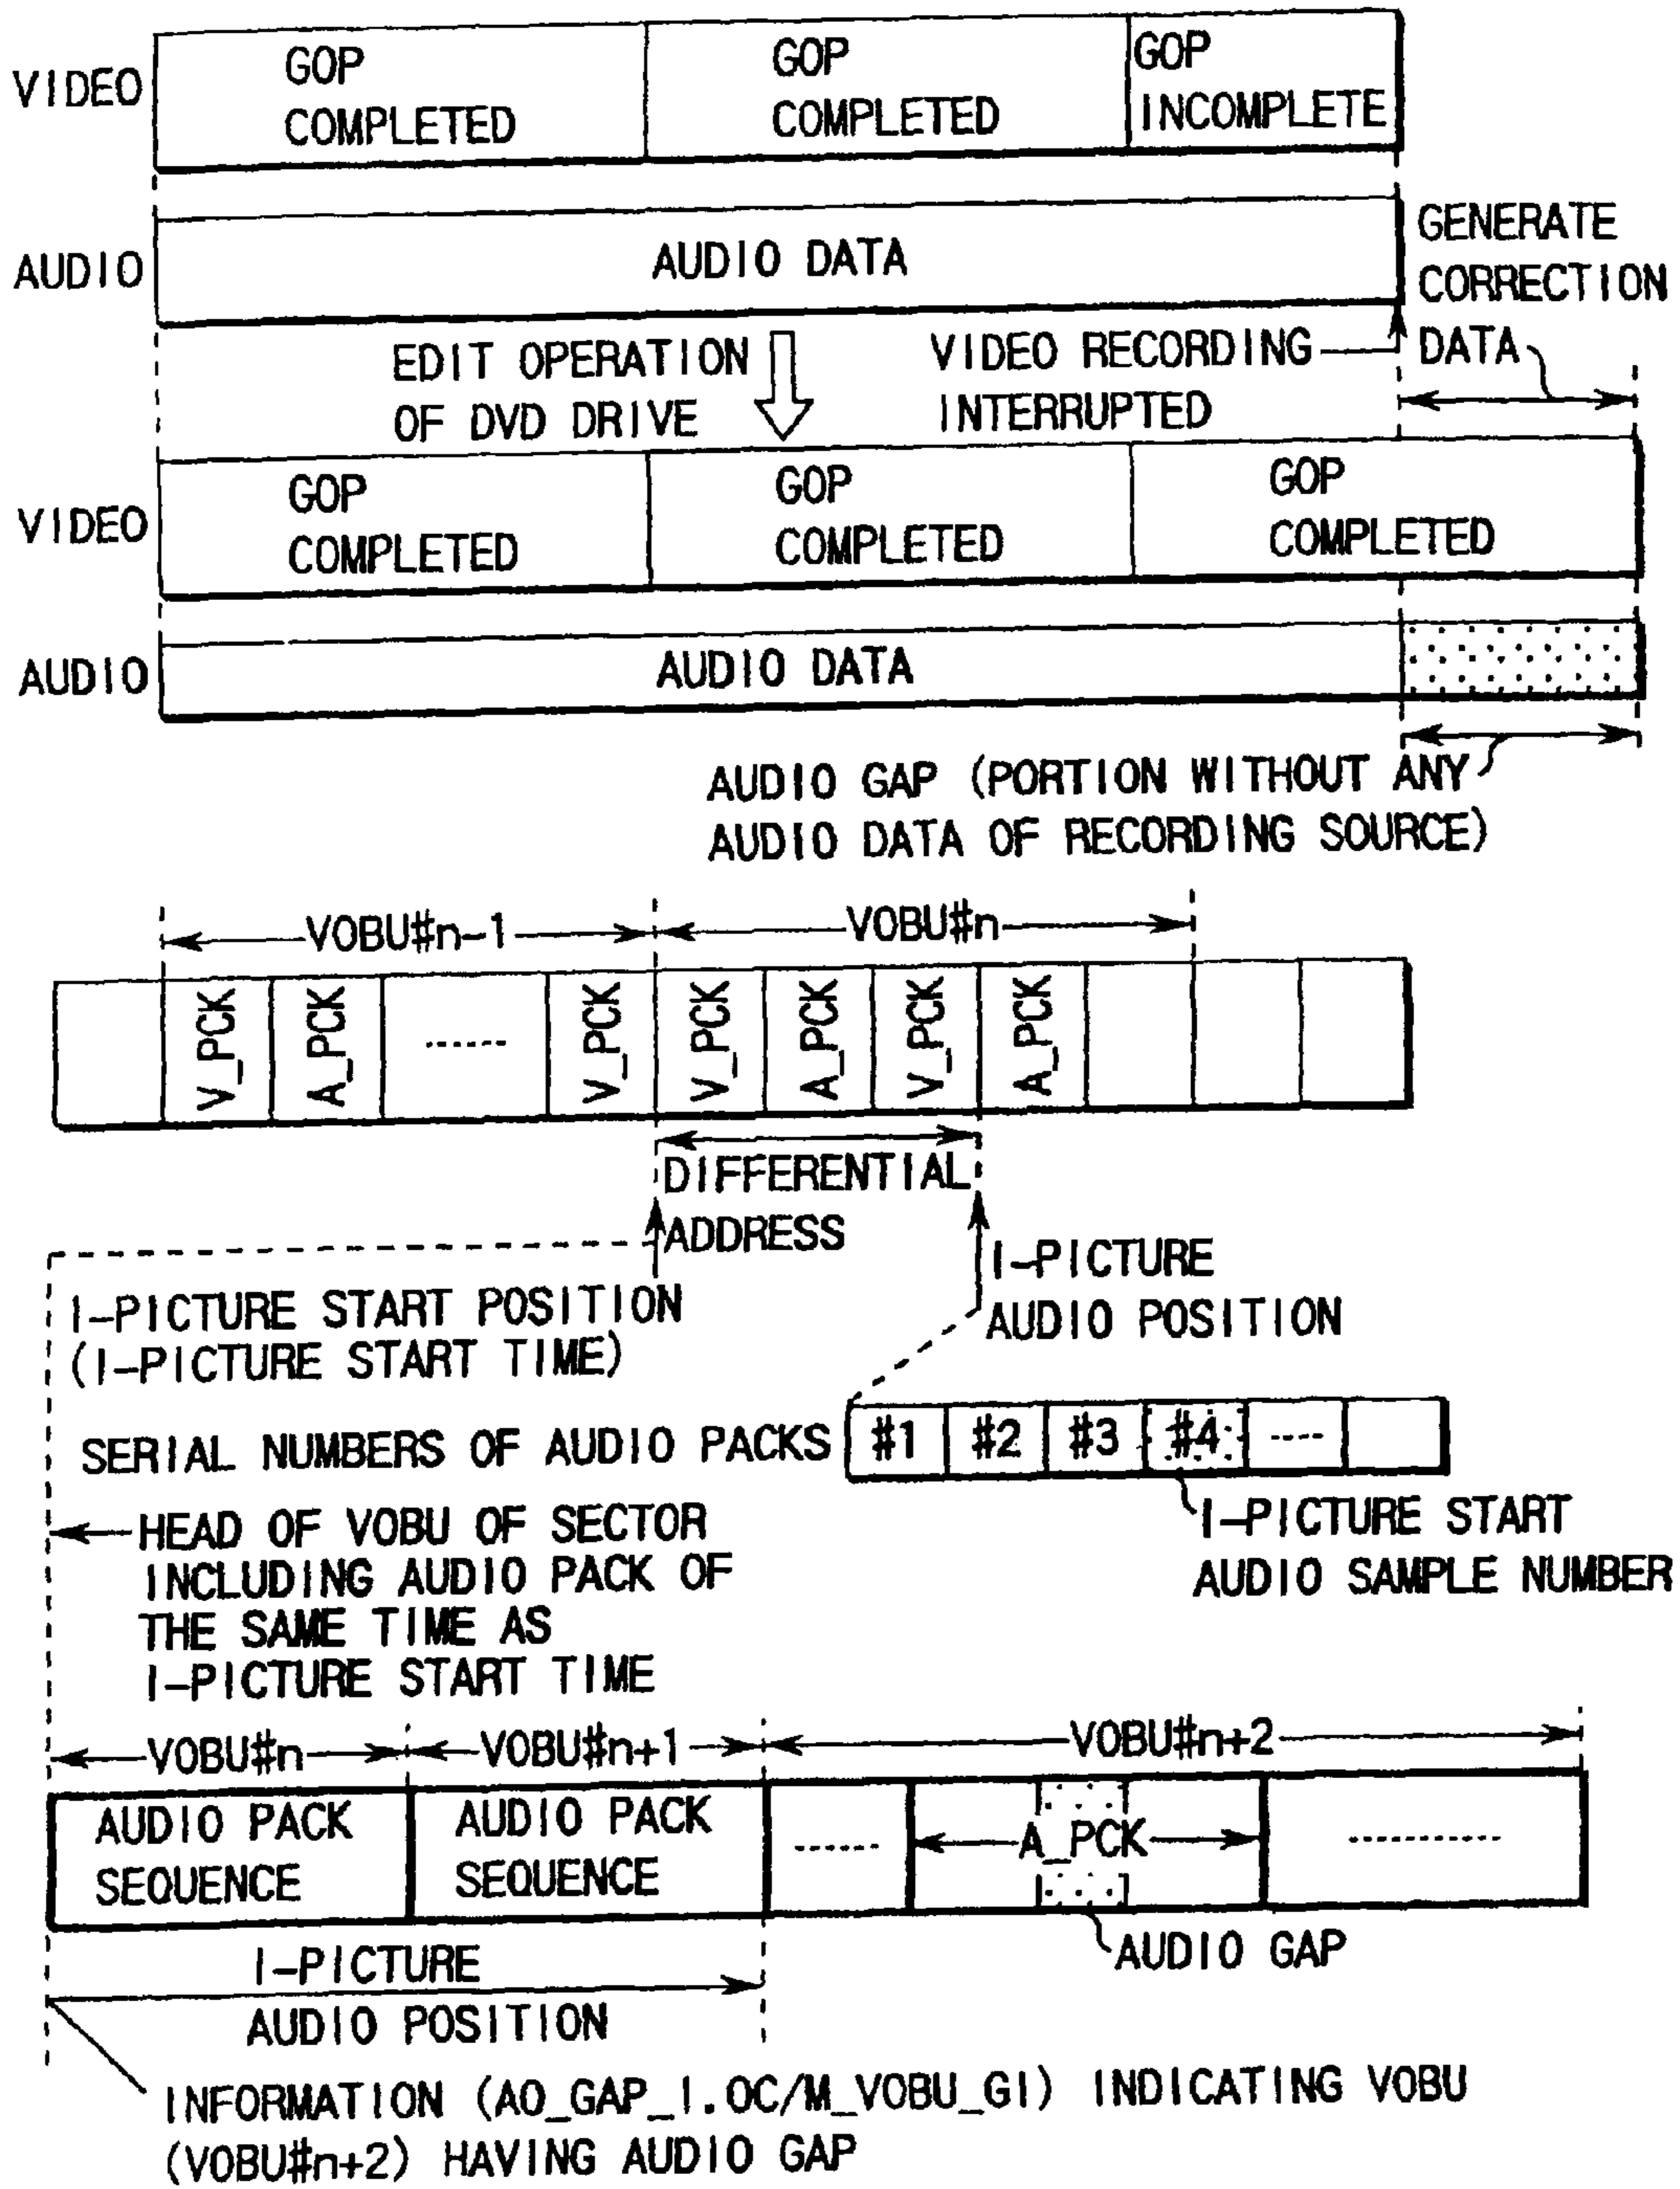 VIDEO
GOP
COMPLETED
GOP
COMPLETED
GOP
INCOMPLETE
AUDIO
AUDIO DATA
GENERATE
CORRECTION
DATA
EDIT OPERATION
OF DVD DRIVE
VIDEO RECORDING
INTERRUPTED
VIDEO
GOP
COMPLETED
GOP
COMPLETED
GOP
COMPLETED
AUDIO
AUDIO DATA
AUDIO GAP (PORTION WITHOUT ANY
AUDIO DATA OF RECORDING SOURCE)
VOBU#n-1
VOBU#n
V_PCK
A_PCK
V_PCK
V_PCK
A_PCK
V_PCK
A_PCK
DIFFERENTIAL
ADDRESS
I-PICTURE START POSITION
(I-PICTURE START TIME)
I-PICTURE
AUDIO POSITION
SERIAL NUMBERS OF AUDIO PACKS
#1
#2
#3
#4
I-PICTURE START
AUDIO SAMPLE NUMBER
HEAD OF VOBU OF SECTOR
INCLUDING AUDIO PACK OF
THE SAME TIME AS
I-PICTURE START TIME
VOBU#n
VOBU#n+1
VOBU#n+2
AUDIO PACK
SEQUENCE
AUDIO PACK
SEQUENCE
A_PCK
AUDIO GAP
I-PICTURE
AUDIO POSITION
INFORMATION (AO_GAP_I.OC/M_VOBU_GI) INDICATING VOBU
(VOBU#n+2) HAVING AUDIO GAP